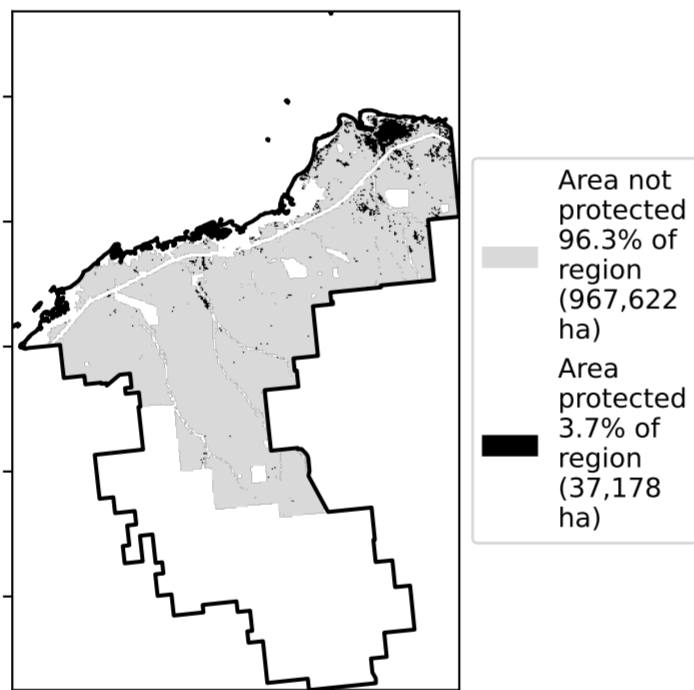 Area not
protected
96.3% of
region
(967,622
ha)
Area
protected
3.7% of
region
(37,178
ha)